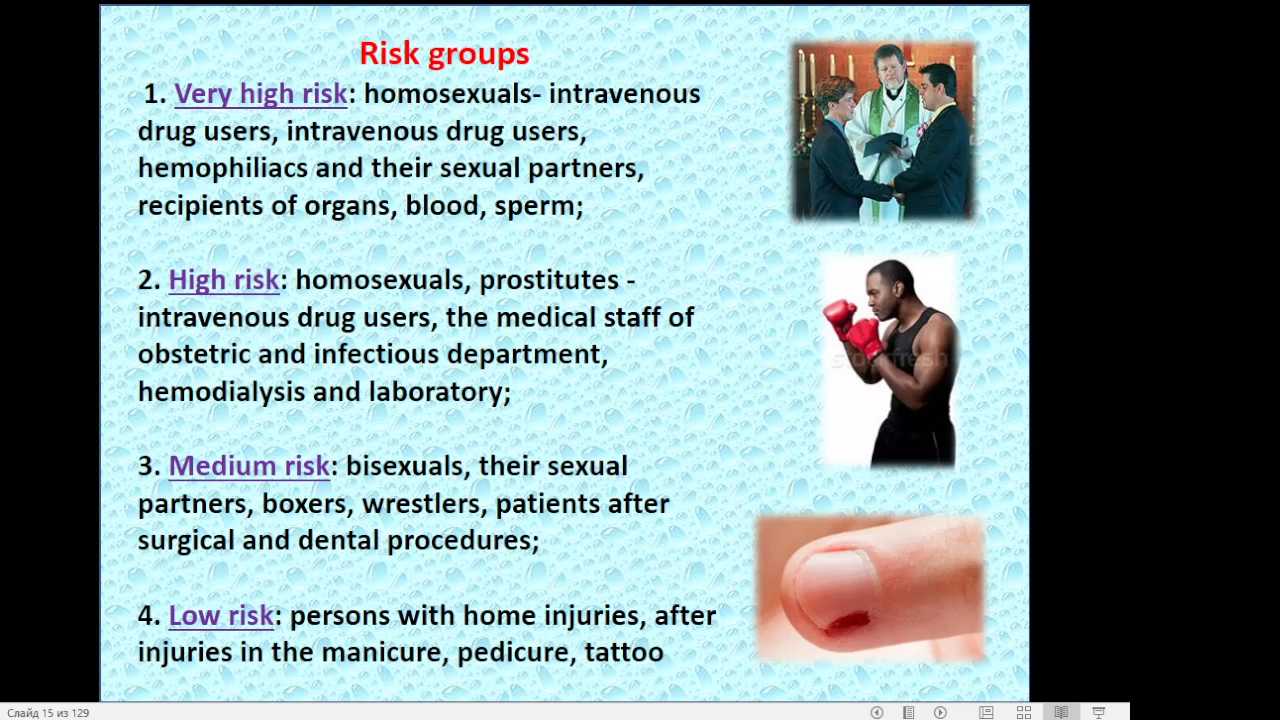 Risk groups
1. Very high risk: homosexuals- intravenous
drug users, intravenous drug users,
hemophiliacs and their sexual partners,
recipients of organs, blood, sperm;
2. High risk: homosexuals, prostitutes -
intravenous drug users, the medical staff of
obstetric and infectious department,
hemodialysis and laboratory;
3. Medium risk: bisexuals, their sexual
partners, boxers, wrestlers, patients after
surgical and dental procedures;
4. Low risk: persons with home injuries, after
injuries in the manicure, pedicure, tattoo
Слайд 15 из 129